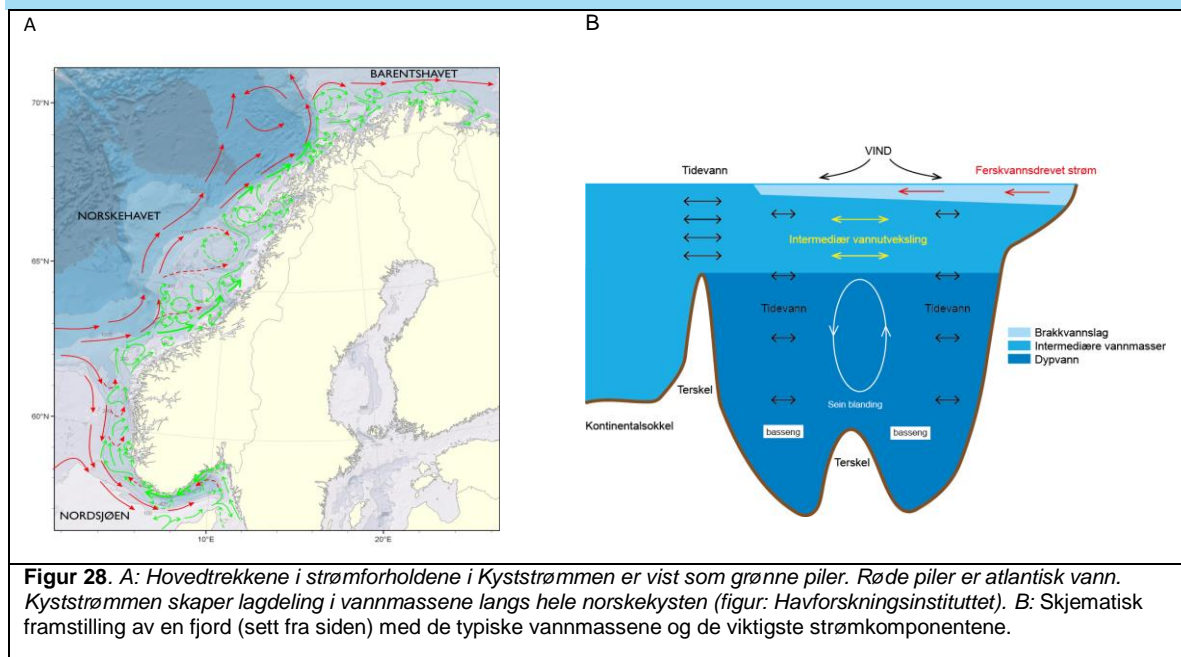 A
BARENTSHAVET
70°N
NORSKEHAVET
65°N
60°N
NORDSJØEN
10°E
20°E
B
VIND
Tidevann
Ferskvannsdrevet strøm
Intermediær vannutveksling
Tidevann
Tidevann
Brakkvannslag
Intermediære vannmasser
Dypvann
Terskel
Sein blanding
Kontinentalsokkel
basseng
basseng
Terskel
Figur 28. A: Hovedtrekkene i strømforholdene i Kyststrømmen er vist som grønne piler. Røde piler er atlantisk vann.
Kyststrømmen skaper lagdeling i vannmassene langs hele norskekysten (figur: Havforskningsinstituttet). B: Skjematisk
framstilling av en fjord (sett fra siden) med de typiske vannmassene og de viktigste strømkomponentene.